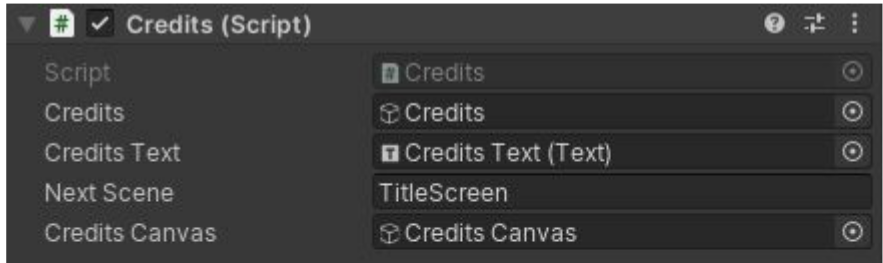 Credits (Script)
Script Credits
Credits Credits
Credits Text Credits Text (Text)
Next Scene TitleScreen
Credits Canvas Credits Canvas